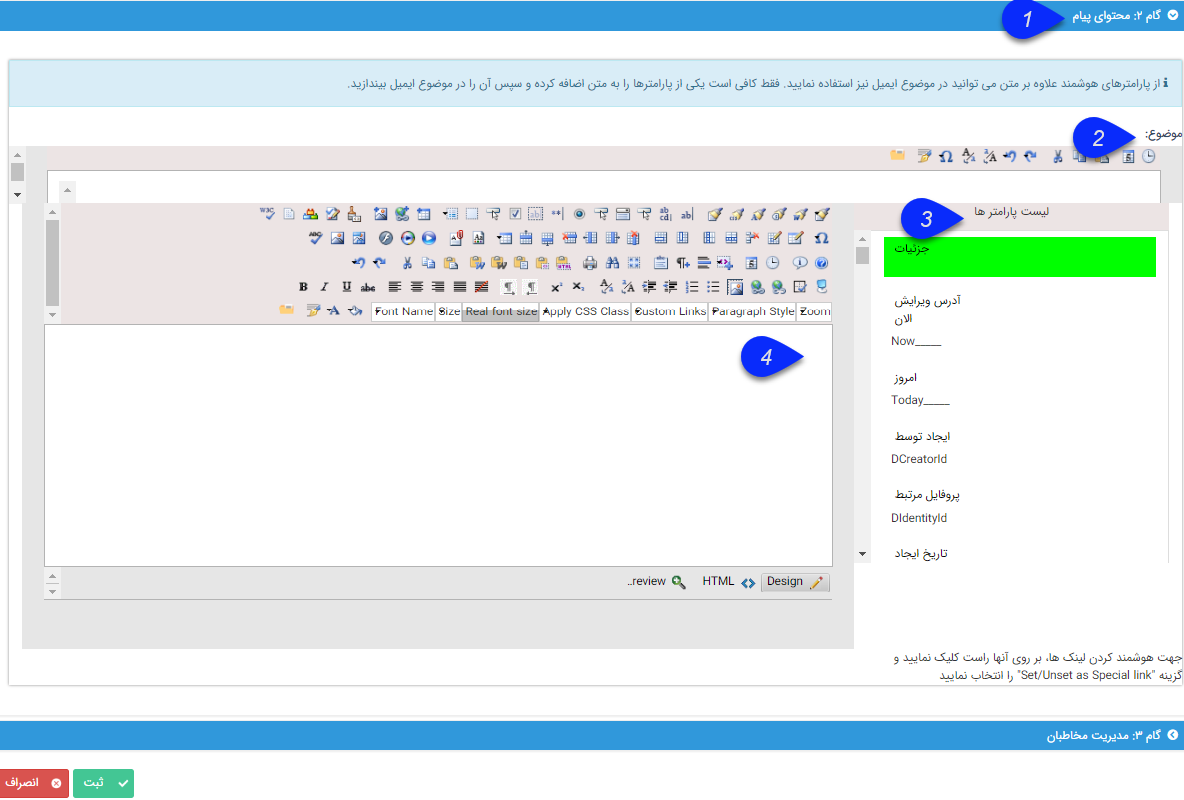 گام ۲: محتوای پیام
1
از پارامترهای هوشمند علاوه بر متن می توانید در موضوع ایمیل نیز استفاده نمایید. فقط کافی است یکی از پارامترها را به متن اضافه کرده و سپس آن را در موضوع ایمیل بیندازید.
موضوع:
2
لیست پارامتر ها
3
جزئیات
آدرس ویرایش
الان
Now_____
امروز
Today_____
ایجاد توسط
DCreatorId
پروفایل مرتبط
DIdentityId
تاریخ ایجاد
B I U abc
Font Name Size Real font size Apply CSS Class Custom Links Paragraph Style Zoom
4
..review HTML Design
جهت هوشمند کردن لینک ها، بر روی آنها راست کلیک نمایید و
گزینه "Set/Unset as Special link" را انتخاب نمایید
گام ۳: مدیریت مخاطبان
ثبت
انصراف